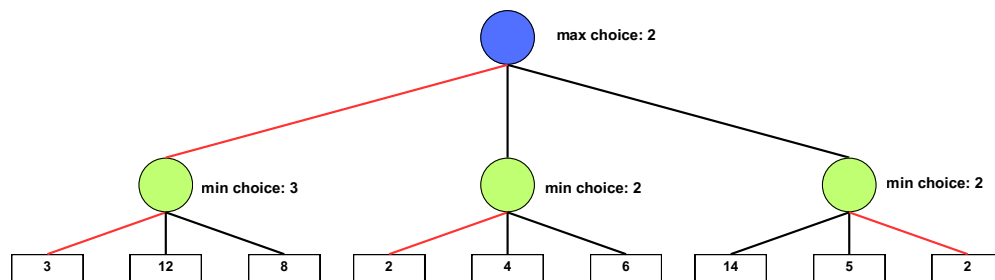 max choice: 2
min choice: 3
min choice: 2
min choice: 2
3 12 8 2 4 6 14 5 2